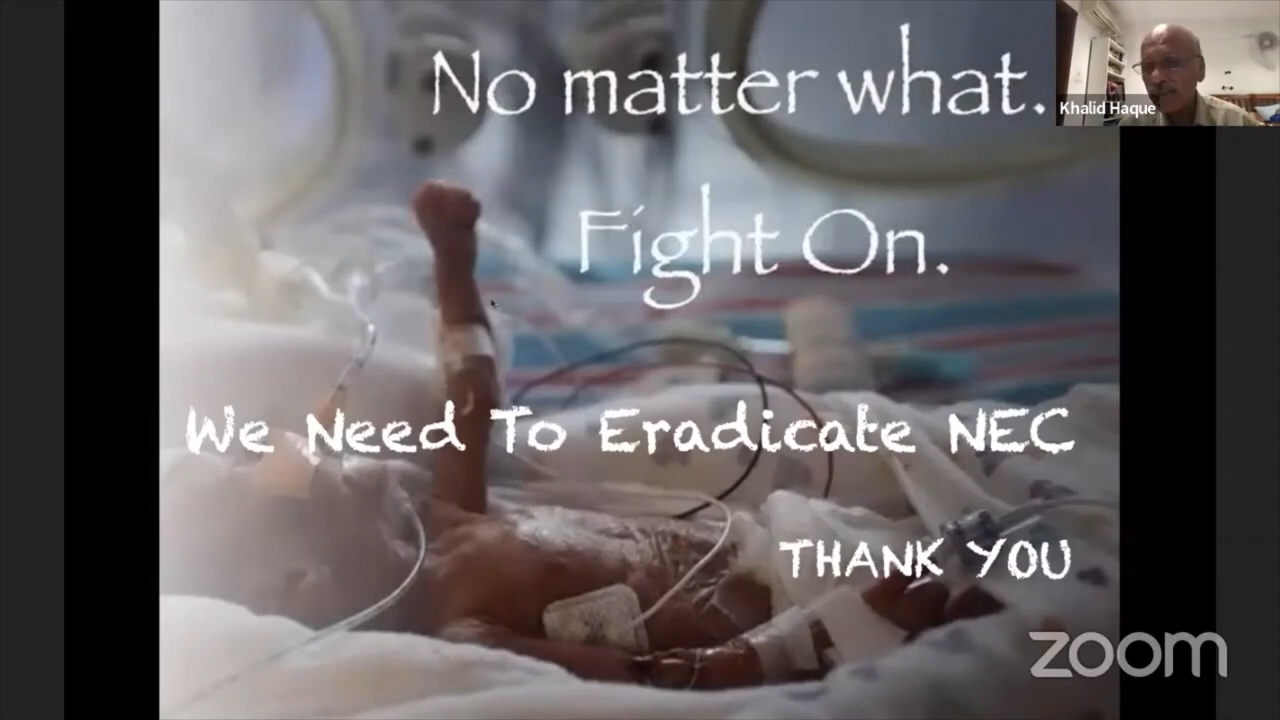 No matter what.
Khalid Haque
Fight On.
We Need To Eradicate NEC
THANK YOU
zoom